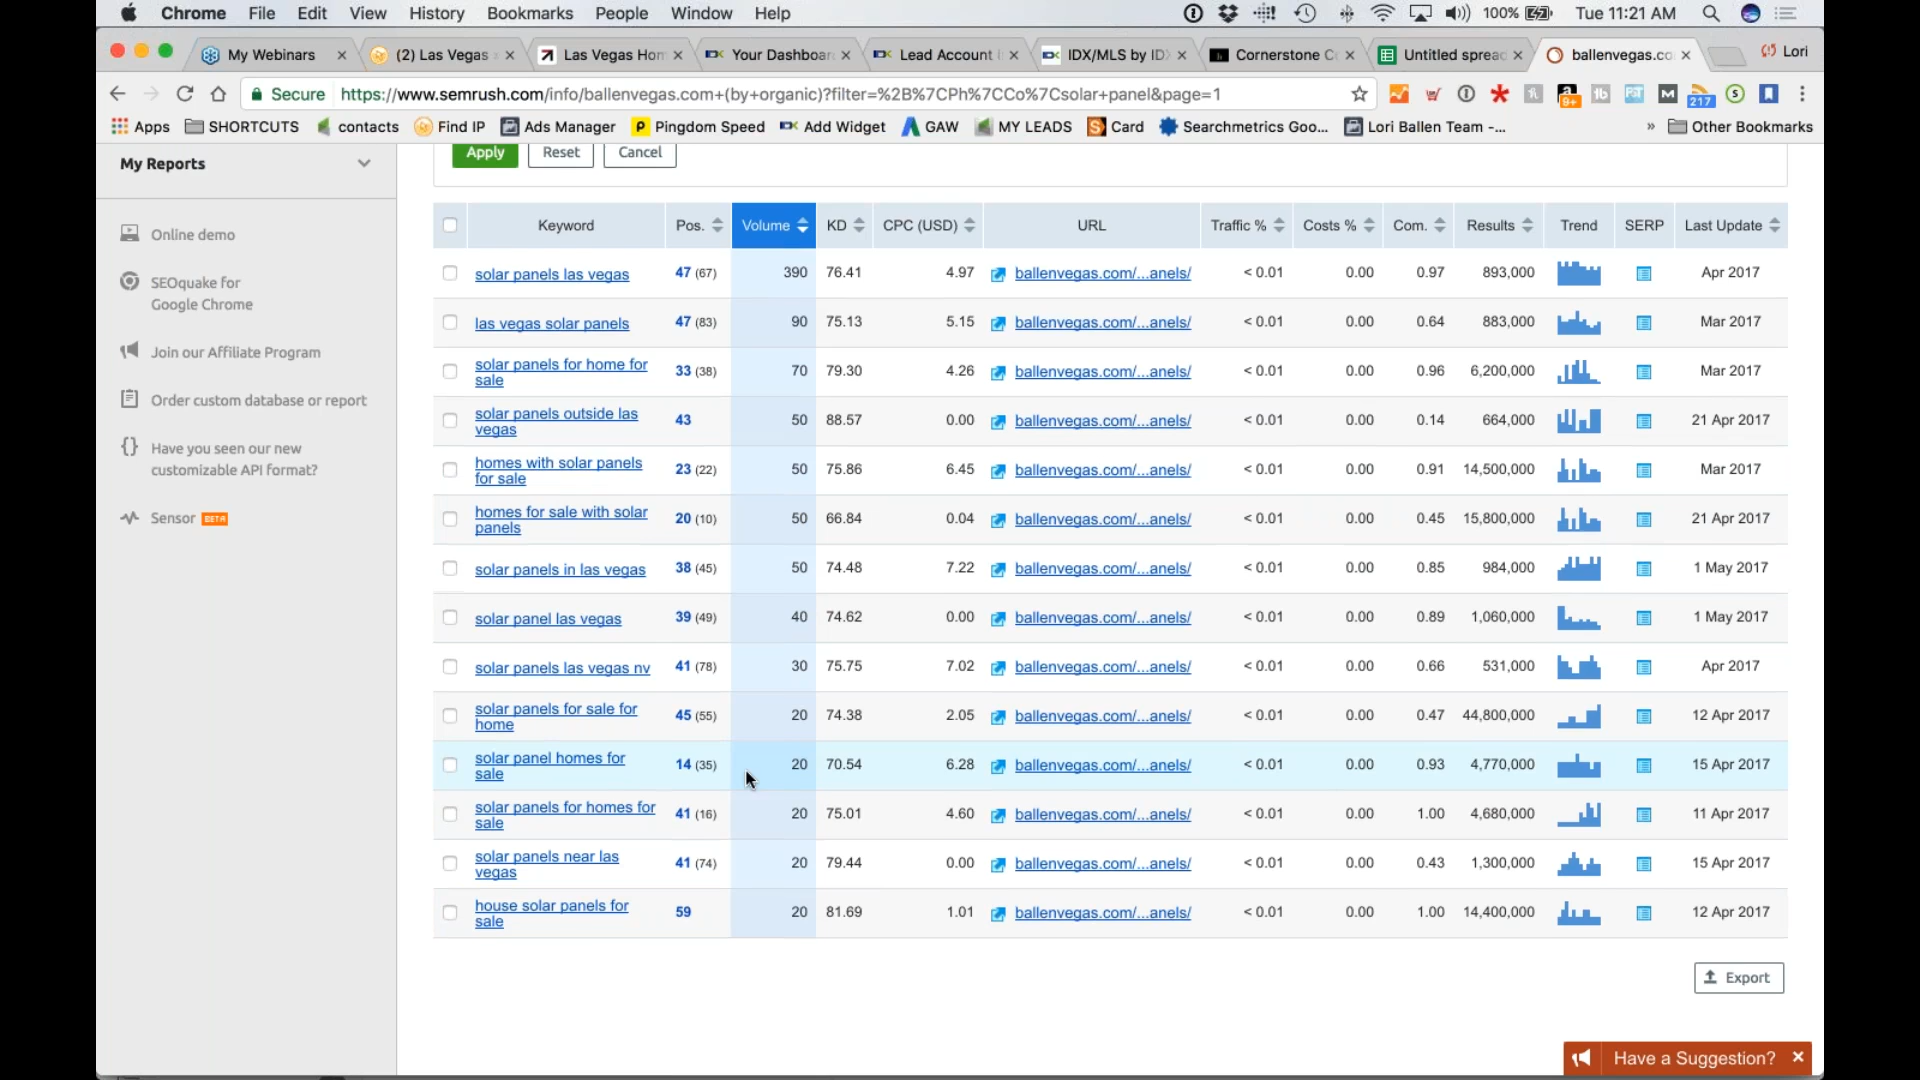 Chrome File Edit View History Bookmarks People Window Help 100% Tue 11:21 AM
My Webinars (2) Las Vegas Las Vegas Hom Your Dashboar Lead Account IDX/MLS by ID Cornerstone C Untitled spread ballenvegas.co Lori
Secure https://www.semrush.com/info/ballenvegas.com+(by+organic)?filter=%2B%7CPh%7CCo%7Csolar+panel&page=1 9+ 217
Apps SHORTCUTS contacts Find IP Ads Manager Pingdom Speed Add Widget GAW MY LEADS Card Searchmetrics Goo... Lori Ballen Team -... » Other Bookmarks
My Reports
Online demo
SEOquake for
Google Chrome
Join our Affiliate Program
Order custom database or report
Have you seen our new
customizable API format?
Sensor BETA
Apply Reset Cancel
Keyword Pos. Volume KD CPC (USD) URL Traffic % Costs % Com. Results Trend SERP Last Update
solar panels las vegas 47 (67) 390 76.41 4.97 ballenvegas.com/...anels/ < 0.01 0.00 0.97 893,000 Apr 2017
las vegas solar panels 47 (83) 90 75.13 5.15 ballenvegas.com/...anels/ < 0.01 0.00 0.64 883,000 Mar 2017
solar panels for home for
sale 33 (38) 70 79.30 4.26 ballenvegas.com/...anels/ < 0.01 0.00 0.96 6,200,000 Mar 2017
solar panels outside las
vegas 43 50 88.57 0.00 ballenvegas.com/...anels/ < 0.01 0.00 0.14 664,000 21 Apr 2017
homes with solar panels
for sale 23 (22) 50 75.86 6.45 ballenvegas.com/...anels/ < 0.01 0.00 0.91 14,500,000 Mar 2017
homes for sale with solar
panels 20 (10) 50 66.84 0.04 ballenvegas.com/...anels/ < 0.01 0.00 0.45 15,800,000 21 Apr 2017
solar panels in las vegas 38 (45) 50 74.48 7.22 ballenvegas.com/...anels/ < 0.01 0.00 0.85 984,000 1 May 2017
solar panel las vegas 39 (49) 40 74.62 0.00 ballenvegas.com/...anels/ < 0.01 0.00 0.89 1,060,000 1 May 2017
solar panels las vegas nv 41 (78) 30 75.75 7.02 ballenvegas.com/...anels/ < 0.01 0.00 0.66 531,000 Apr 2017
solar panels for sale for
home 45 (55) 20 74.38 2.05 ballenvegas.com/...anels/ < 0.01 0.00 0.47 44,800,000 12 Apr 2017
solar panel homes for
sale 14 (35) 20 70.54 6.28 ballenvegas.com/...anels/ < 0.01 0.00 0.93 4,770,000 15 Apr 2017
solar panels for homes for
sale 41 (16) 20 75.01 4.60 ballenvegas.com/...anels/ < 0.01 0.00 1.00 4,680,000 11 Apr 2017
solar panels near las
vegas 41 (74) 20 79.44 0.00 ballenvegas.com/...anels/ < 0.01 0.00 0.43 1,300,000 15 Apr 2017
house solar panels for
sale 59 20 81.69 1.01 ballenvegas.com/...anels/ < 0.01 0.00 1.00 14,400,000 12 Apr 2017
Export
Have a Suggestion? ×